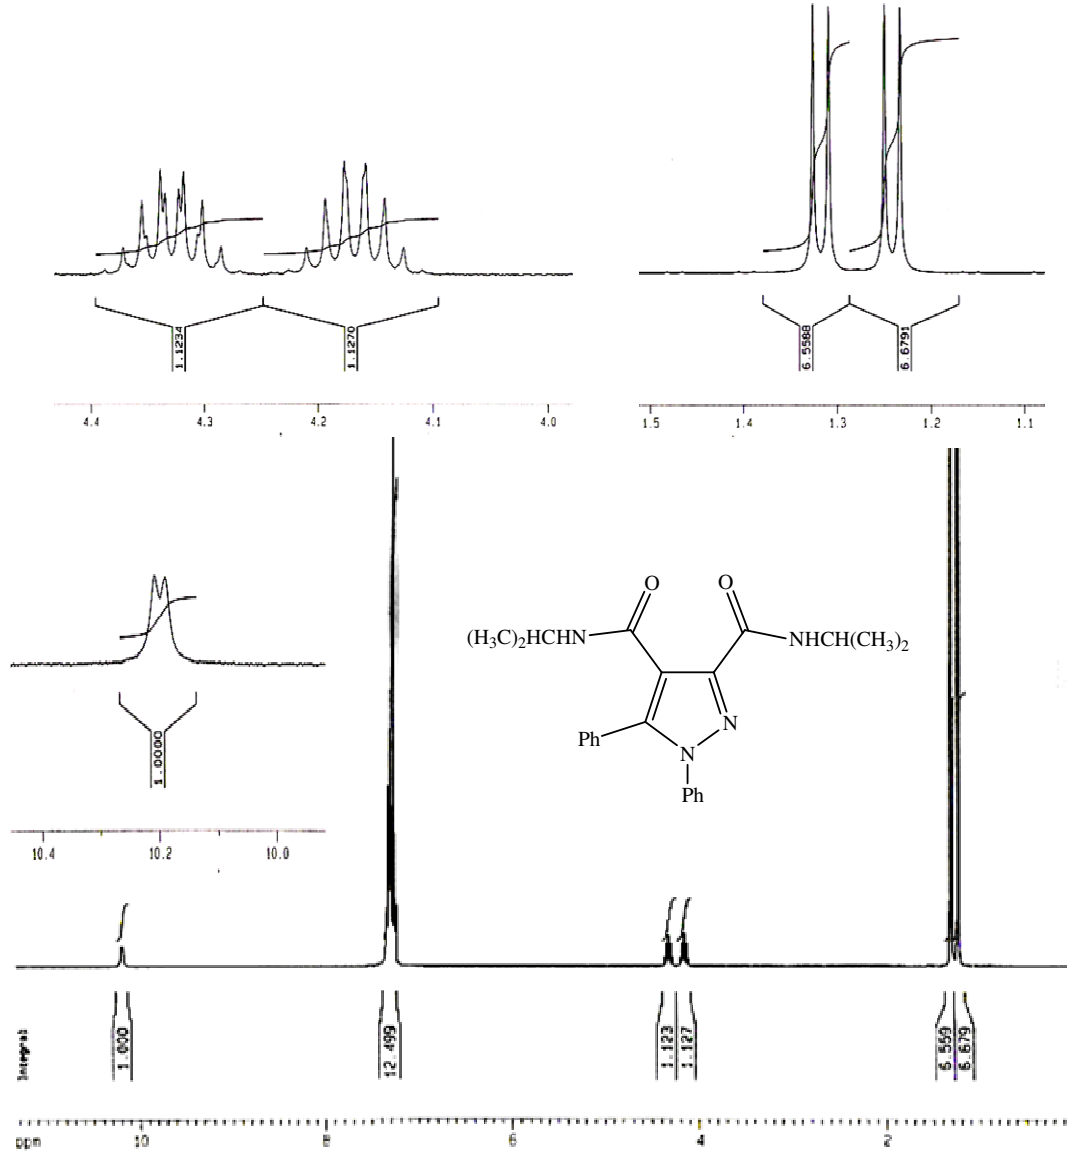 1.1234
1.1270
6.5588
6.6791
4.4 4.3 4.2 4.1 4.0
1.5 1.4 1.3 1.2 1.1
O O
(H3C)2HCHN NHCH(CH3)2
Ph N
N
Ph
1.0000
10.4 10.2 10.0
Integral
1.000
12.499
1.123
1.127
6.559
6.679
ppm 10 8 6 4 2